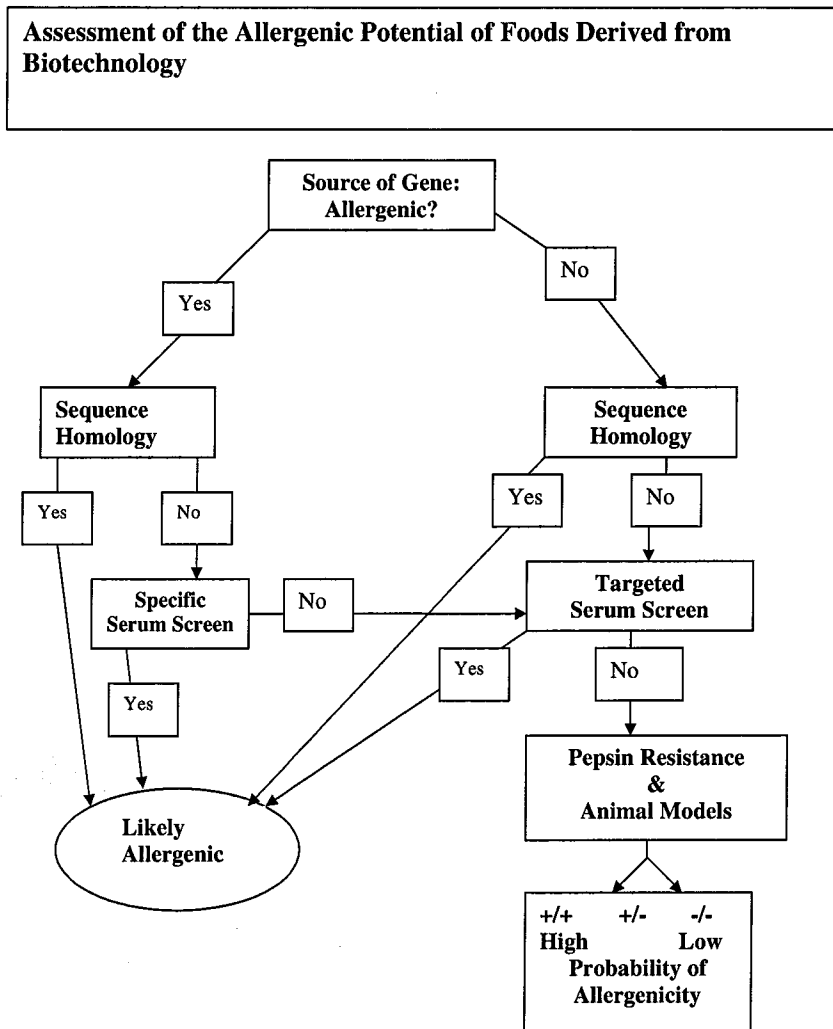 Assessment of the Allergenic Potential of Foods Derived from
Biotechnology
Source of Gene:
Allergenic?
Yes
No
Sequence
Homology
Sequence
Homology
Yes
No
Yes
No
Specific
Serum Screen
No
Targeted
Serum Screen
Yes
Yes
No
Pepsin Resistance
&
Animal Models
Likely
Allergenic
+/+ +/- -/-
High Low
Probability of
Allergenicity